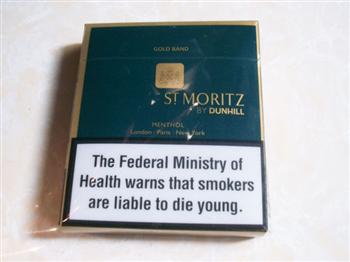 GOLD BAND
ST MORITZ
BY DUNHILL
MENTHOL
London · Paris · New York
The Federal Ministry of
Health warns that smokers
are liable to die young.